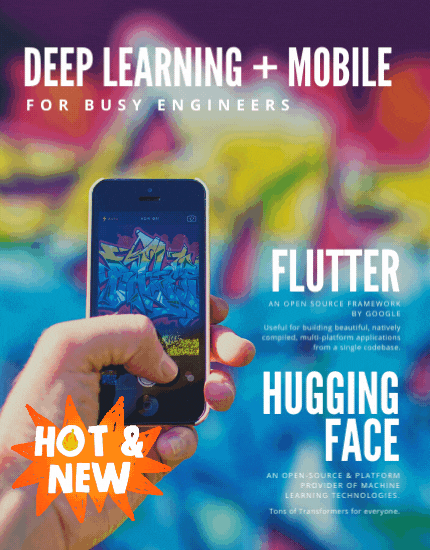 DEEP LEARNING + MOBILE
FOR BUSY ENGINEERS
FLUTTER
AN OPEN SOURCE FRAMEWORK
BY GOOGLE
Useful for building beautiful, natively
compiled, multi-platform applications
from a single codebase.
HUGGING
FACE
AN OPEN-SOURCE & PLATFORM
PROVIDER OF MACHINE
LEARNING TECHNOLOGIES.
Tons of Transformers for everyone.
HOT &
NEW